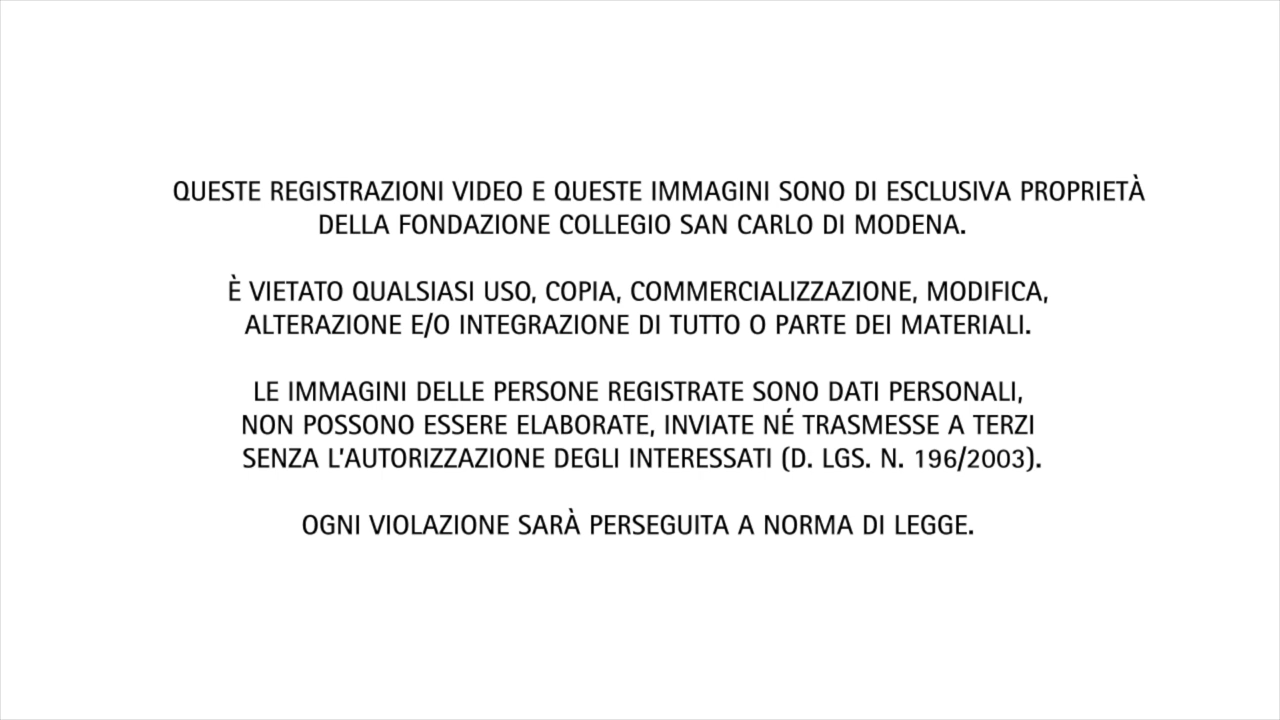 QUESTE REGISTRAZIONI VIDEO E QUESTE IMMAGINI SONO DI ESCLUSIVA PROPRIETÀ
DELLA FONDAZIONE COLLEGIO SAN CARLO DI MODENA.
È VIETATO QUALSIASI USO, COPIA, COMMERCIALIZZAZIONE, MODIFICA,
ALTERAZIONE E/O INTEGRAZIONE DI TUTTO O PARTE DEI MATERIALI.
LE IMMAGINI DELLE PERSONE REGISTRATE SONO DATI PERSONALI,
NON POSSONO ESSERE ELABORATE, INVIATE NÉ TRASMESSE A TERZI
SENZA L'AUTORIZZAZIONE DEGLI INTERESSATI (D. LGS. N. 196/2003).
OGNI VIOLAZIONE SARÀ PERSEGUITA A NORMA DI LEGGE.